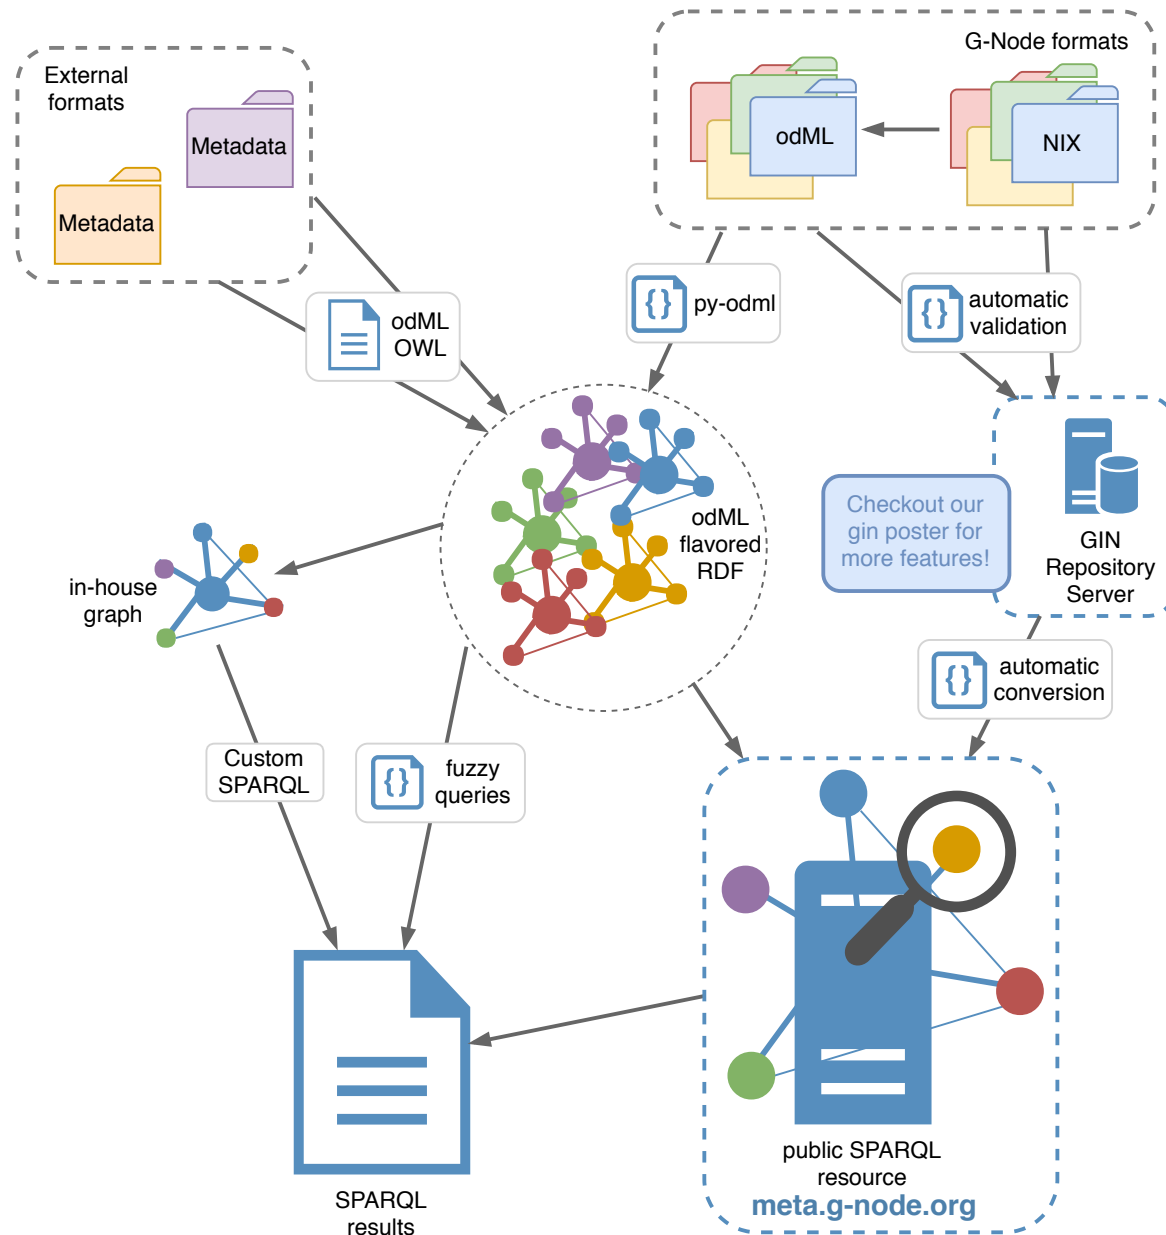 External
formats
Metadata
Metadata
G-Node formats
odML
NIX
odML
OWL
{} py-odml
{} automatic
validation
odML
flavored
RDF
Checkout our
gin poster for
more features!
GIN
Repository
Server
in-house
graph
{} automatic
conversion
Custom
SPARQL
{} fuzzy
queries
public SPARQL
resource
meta.g-node.org
SPARQL
results